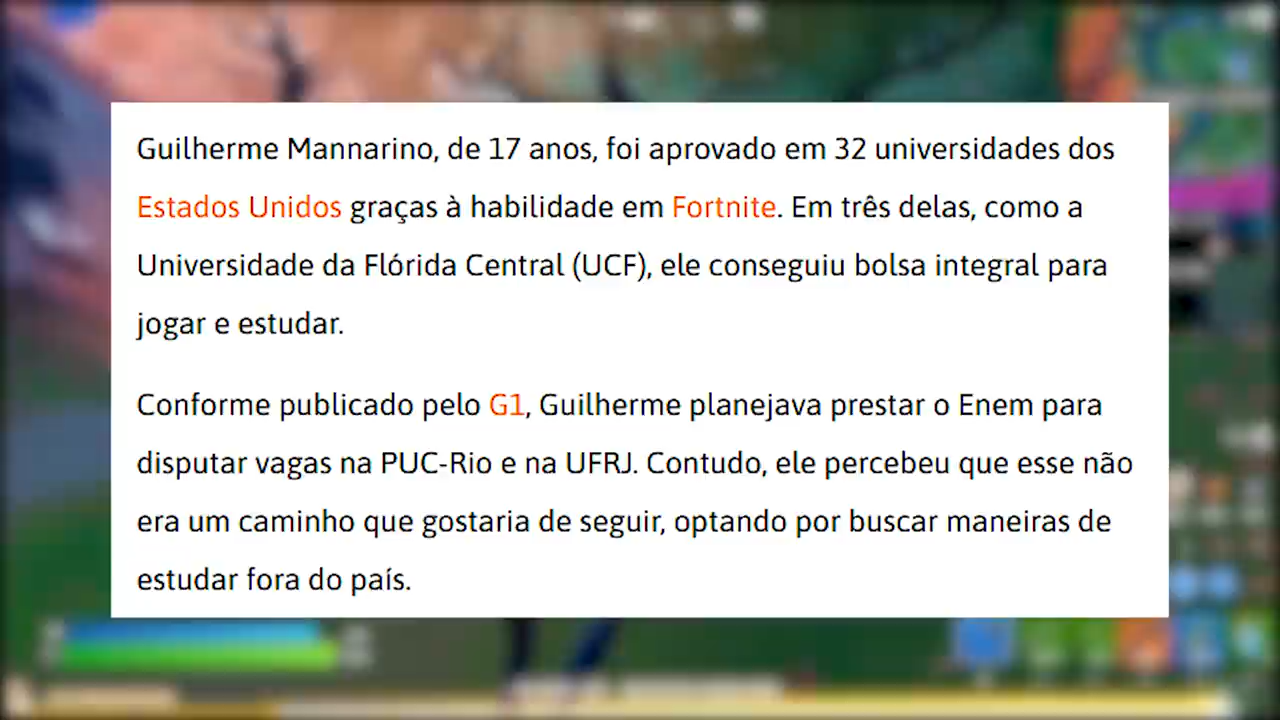 Guilherme Mannarino, de 17 anos, foi aprovado em 32 universidades dos
Estados Unidos graças à habilidade em Fortnite. Em três delas, como a
Universidade da Flórida Central (UCF), ele conseguiu bolsa integral para
jogar e estudar.
Conforme publicado pelo G1, Guilherme planejava prestar o Enem para
disputar vagas na PUC-Rio e na UFRJ. Contudo, ele percebeu que esse não
era um caminho que gostaria de seguir, optando por buscar maneiras de
estudar fora do país.